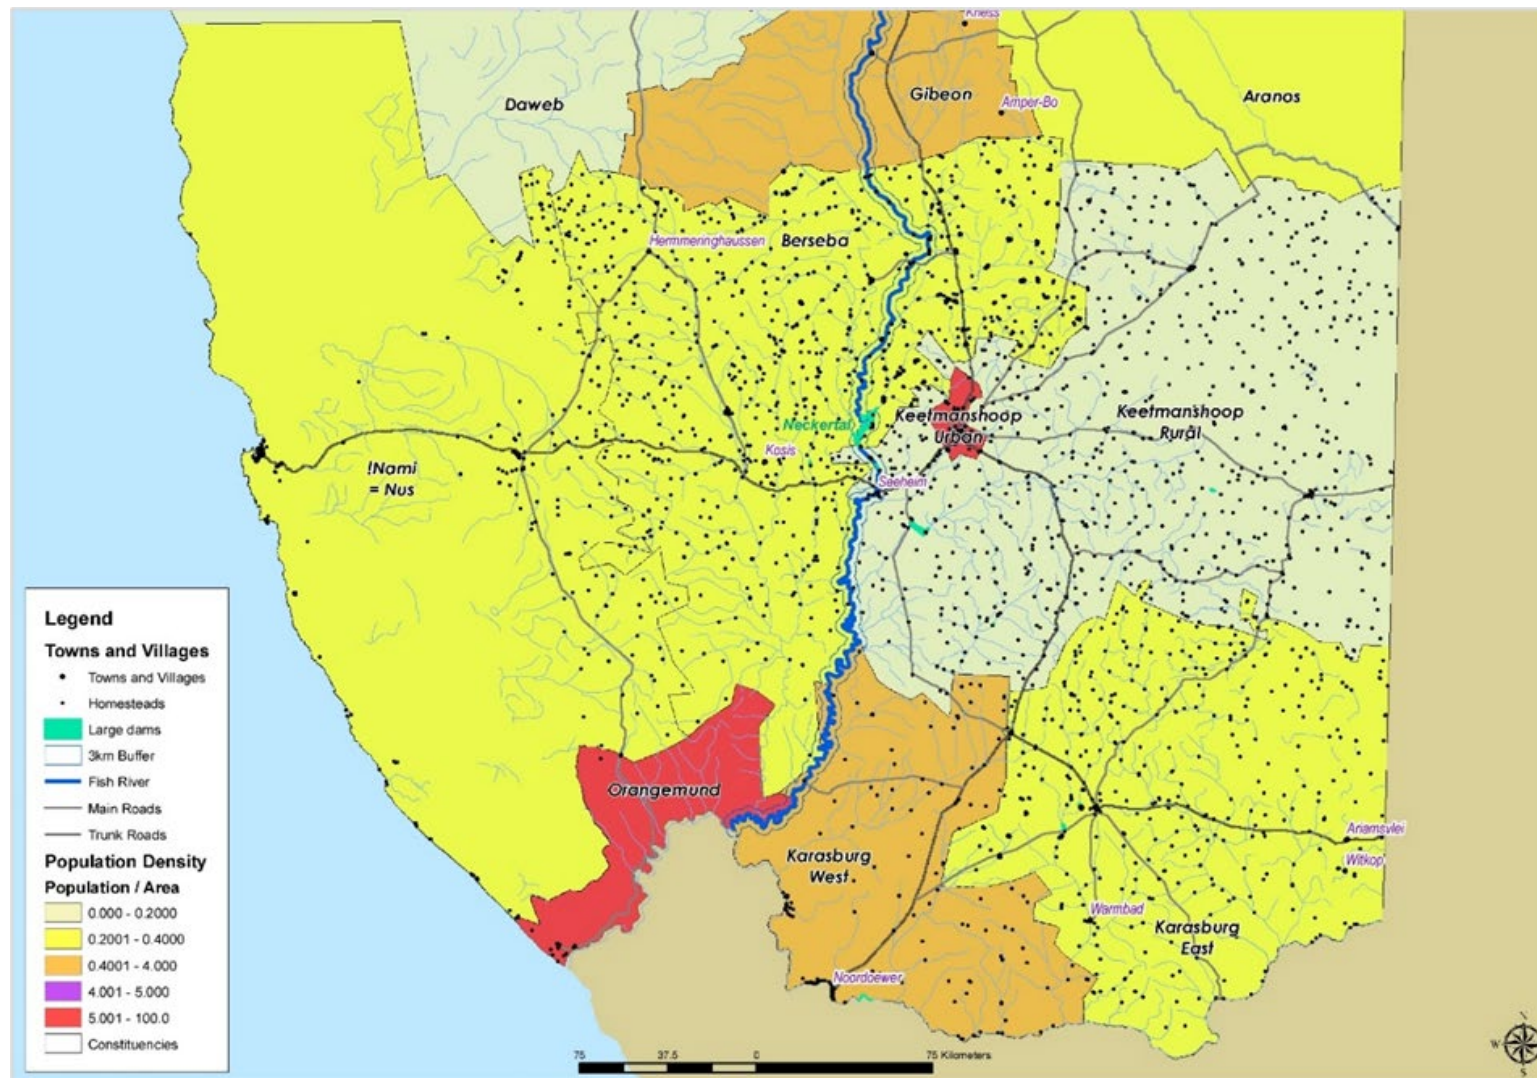 Khiess
Daweb
Gibeon
Amper-Bo
Aranos
Hermmeringhaussen
Berseba
Neckertal
Keetmanshoop
Urban
Keetmanshoop
Rural
Kosis
!Nami
= Nus
Seeheim
Orangemund
Karasburg
West
Ariamsvlei
Witkop
Warmbad
Karasburg
East
Noordoewer
Legend
Towns and Villages
Towns and Villages
Homesteads
Large dams
3km Buffer
Fish River
Main Roads
Trunk Roads
Population Density
Population / Area
0.000 - 0.2000
0.2001 - 0.4000
0.4001 - 4.000
4.001 - 5.000
5.001 - 100.0
Constituencies
75 37.5 0 75 Kilometers
N
W
S